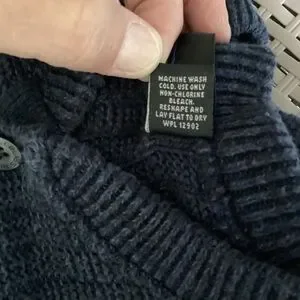 MACHINE WASH
COLD. USE ONLY
NON-CHLORINE
BLEACH.
RESHAPE AND
LAY FLAT TO DRY
WPL 12902